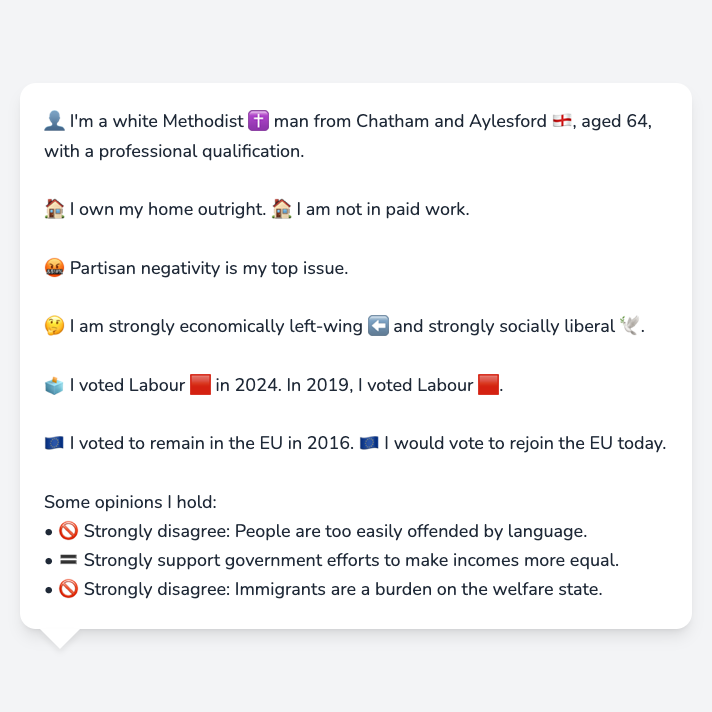 👤 I'm a white Methodist ✝️ man from Chatham and Aylesford 🏴󠁧󠁢󠁥󠁮󠁧󠁿, aged 64,
with a professional qualification.
🏠 I own my home outright. 🏠 I am not in paid work.
🤬 Partisan negativity is my top issue.
🤔 I am strongly economically left-wing ⬅️ and strongly socially liberal 🕊️.
🗳️ I voted Labour 🟥 in 2024. In 2019, I voted Labour 🟥.
🇪🇺 I voted to remain in the EU in 2016. 🇪🇺 I would vote to rejoin the EU today.
Some opinions I hold:
• 🚫 Strongly disagree: People are too easily offended by language.
• 🟰 Strongly support government efforts to make incomes more equal.
• 🚫 Strongly disagree: Immigrants are a burden on the welfare state.